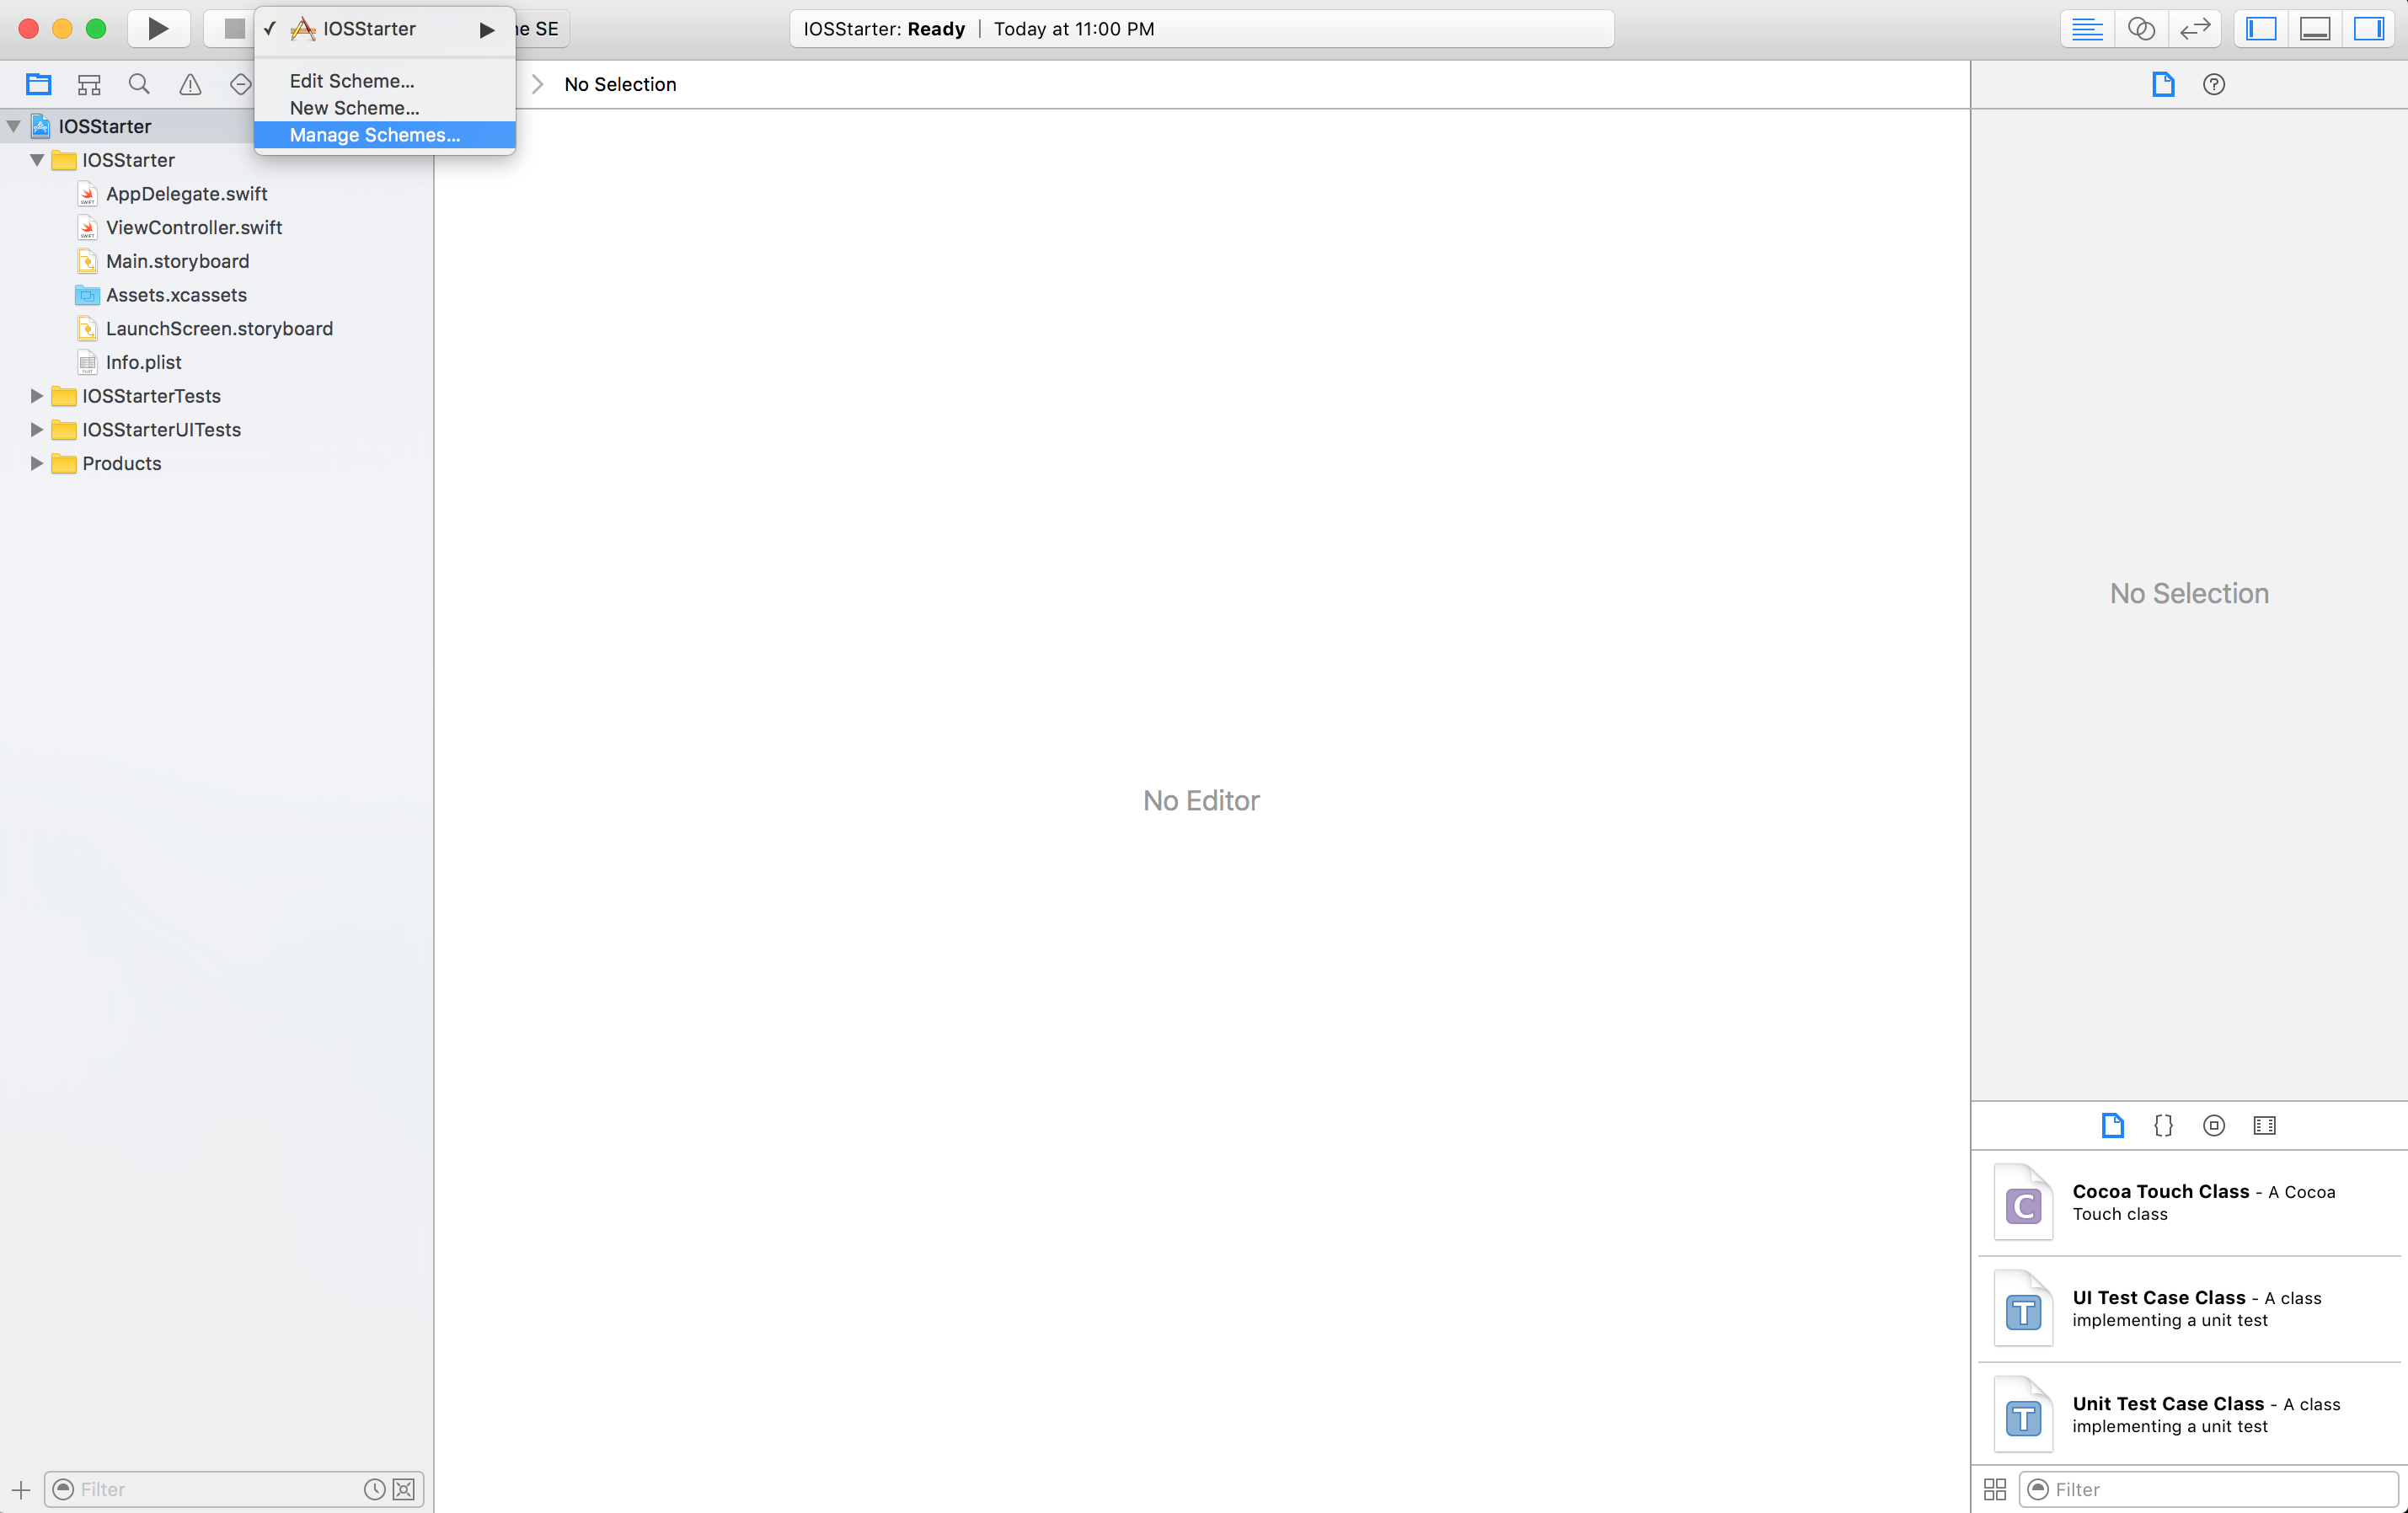 IOSStarter
ne SE
IOSStarter: Ready | Today at 11:00 PM
Edit Scheme...
New Scheme...
Manage Schemes...
No Selection
IOSStarter
IOSStarter
AppDelegate.swift
ViewController.swift
Main.storyboard
Assets.xcassets
LaunchScreen.storyboard
Info.plist
IOSStarterTests
IOSStarterUITests
Products
No Editor
No Selection
Cocoa Touch Class - A Cocoa
Touch class
UI Test Case Class - A class
implementing a unit test
Unit Test Case Class - A class
implementing a unit test
Filter
Filter